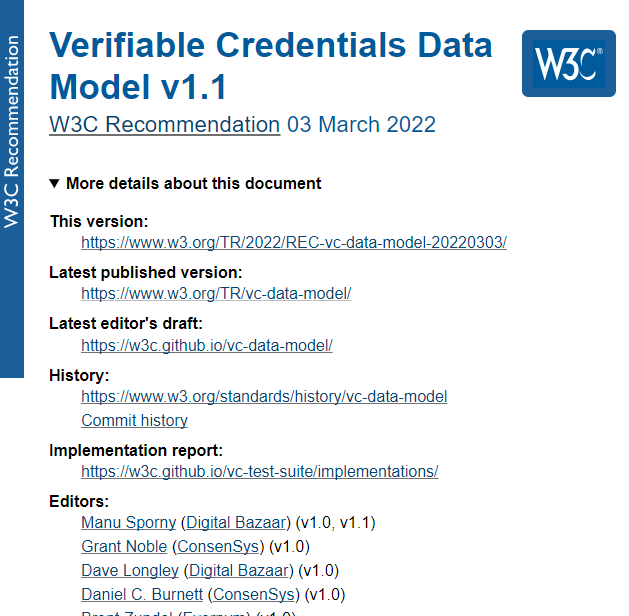 W3C Recommendation
Verifiable Credentials Data
Model v1.1
W3C®
W3C Recommendation 03 March 2022
▼ More details about this document
This version:
https://www.w3.org/TR/2022/REC-vc-data-model-20220303/
Latest published version:
https://www.w3.org/TR/vc-data-model/
Latest editor's draft:
https://w3c.github.io/vc-data-model/
History:
https://www.w3.org/standards/history/vc-data-model
Commit history
Implementation report:
https://w3c.github.io/vc-test-suite/implementations/
Editors:
Manu Sporny (Digital Bazaar) (v1.0, v1.1)
Grant Noble (ConsenSys) (v1.0)
Dave Longley (Digital Bazaar) (v1.0)
Daniel C. Burnett (ConsenSys) (v1.0)
Brent Zundel (Evernym) (v1.0)